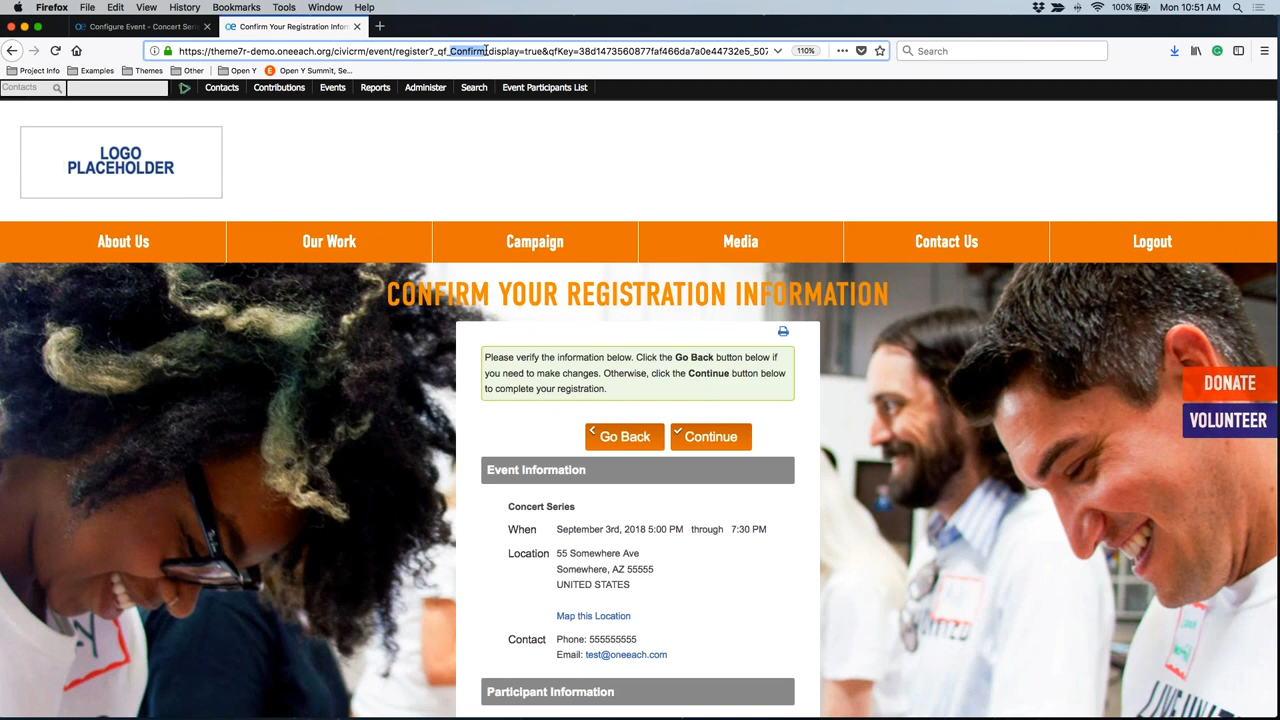 Firefox File Edit View History Bookmarks Tools Window Help 100% Mon 10:51 AM
Configure Event - Concert Seri Confirm Your Registration Infor
https://theme7r-demo.oneeach.org/civicrm/event/register?_qf_Confirm_display=true&qfKey=38d1473560877faf466da7a0e44732e5_507 110% Search
Project Info Examples Themes Other Open Y Open Y Summit, Se...
Contacts Contacts Contributions Events Reports Administer Search Event Participants List
LOGO
PLACEHOLDER
About Us Our Work Campaign Media Contact Us Logout
CONFIRM YOUR REGISTRATION INFORMATION
Please verify the information below. Click the Go Back button below if
you need to make changes. Otherwise, click the Continue button below
to complete your registration.
DONATE
VOLUNTEER
Go Back Continue
Event Information
Concert Series
When September 3rd, 2018 5:00 PM through 7:30 PM
Location 55 Somewhere Ave
Somewhere, AZ 55555
UNITED STATES
Map this Location
Contact Phone: 555555555
Email: test@oneeach.com
Participant Information